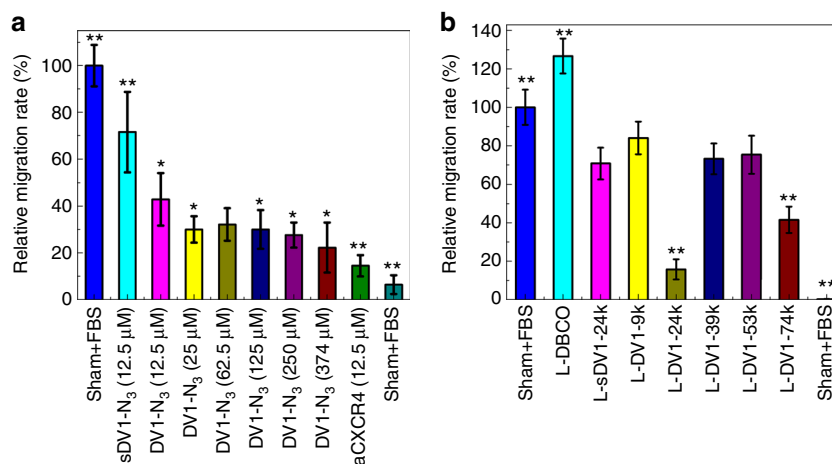 a
Relative migration rate (%)
100
80
60
40
20
0
**
**
*
*
*
*
*
**
**
Sham+FBS
sDV1-N3 (12.5 μM)
DV1-N3 (12.5 μM)
DV1-N3 (25 μM)
DV1-N3 (62.5 μM)
DV1-N3 (125 μM)
DV1-N3 (250 μM)
DV1-N3 (374 μM)
aCXCR4 (12.5 μM)
Sham+FBS
b
Relative migration rate (%)
140
120
100
80
60
40
20
0
**
**
**
**
**
Sham+FBS
L-DBCO
L-sDV1-24k
L-DV1-9k
L-DV1-24k
L-DV1-39k
L-DV1-53k
L-DV1-74k
Sham+FBS